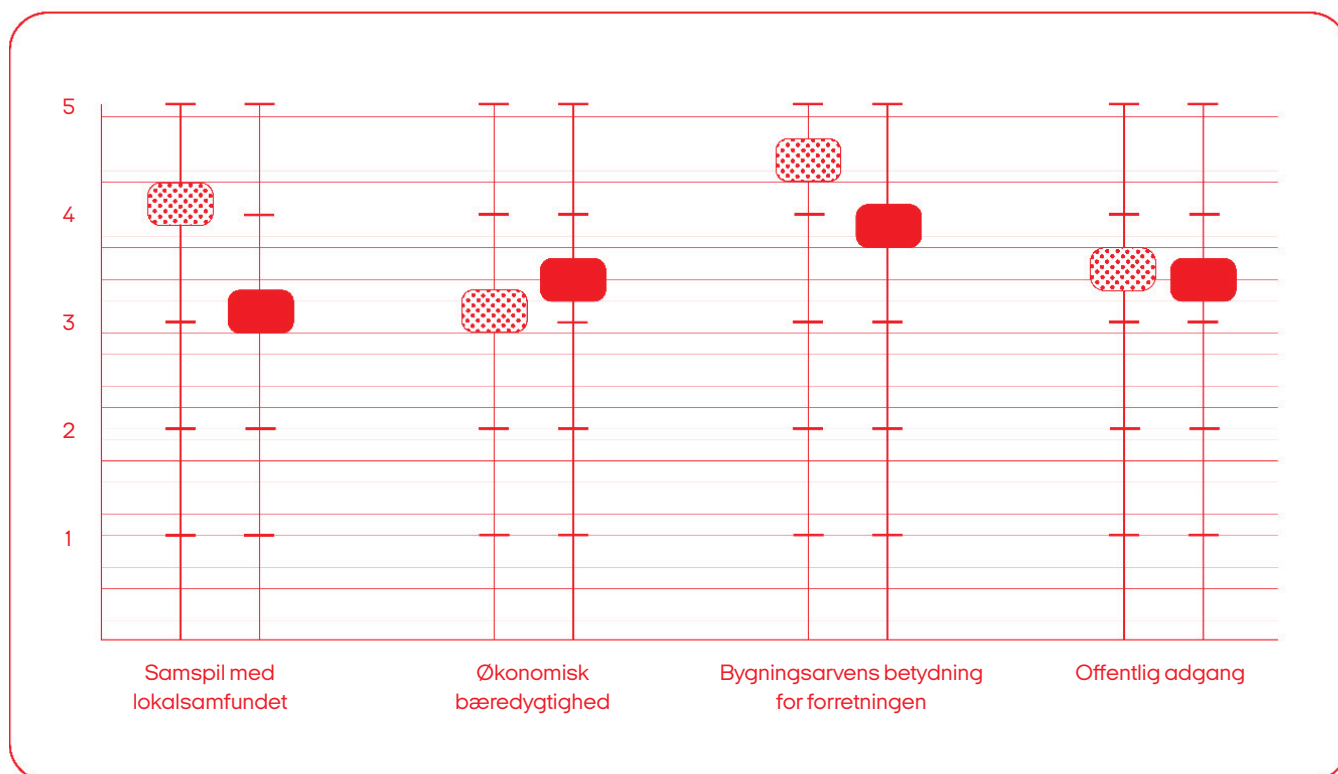 5
4
3
2
1
Samspil med
lokalsamfundet
Økonomisk
bæredygtighed
Bygningsarvens betydning
for forretningen
Offentlig adgang